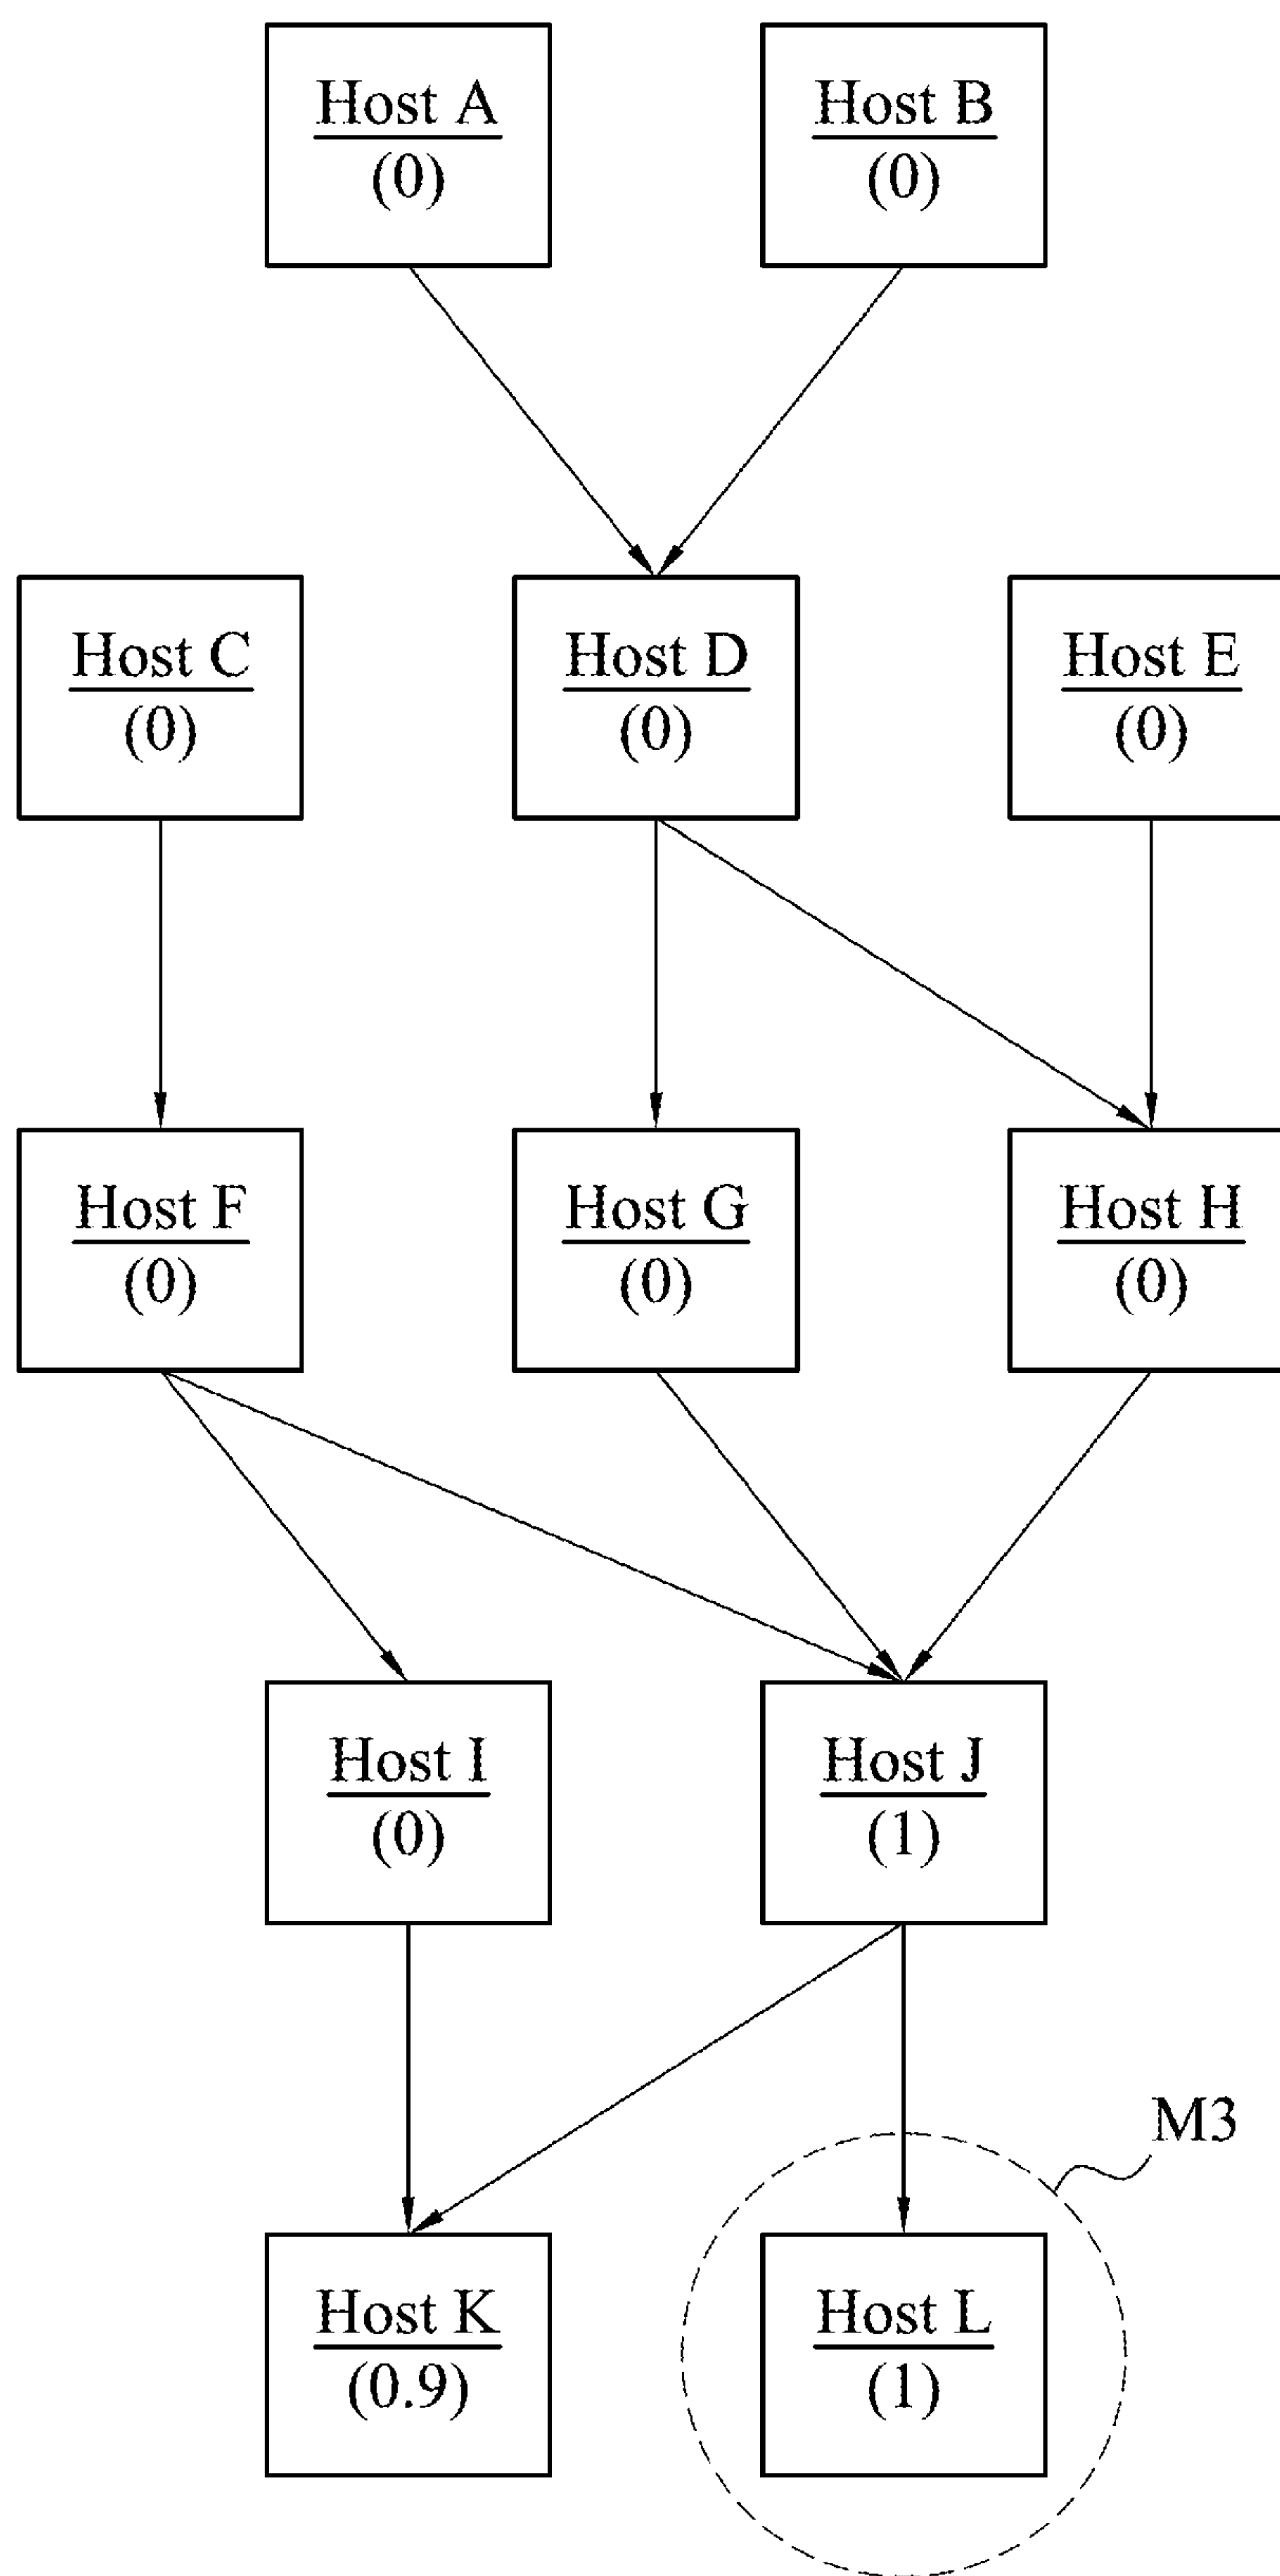 Host A
(0)
Host B
(0)
Host C
(0)
Host D
(0)
Host E
(0)
Host F
(0)
Host G
(0)
Host H
(0)
Host I
(0)
Host J
(1)
M3
Host K
(0.9)
Host L
(1)